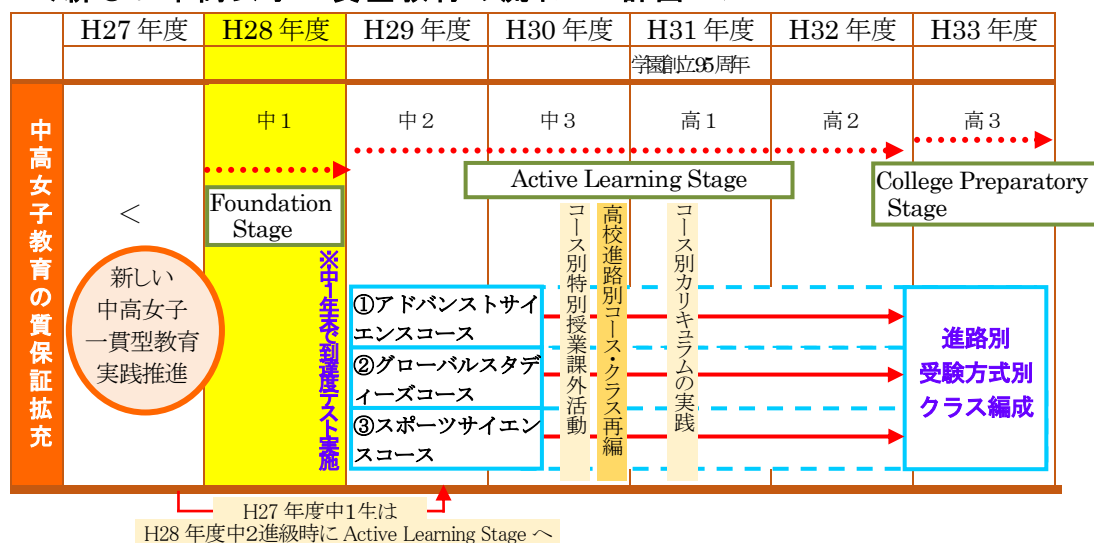 H27年度 H28年度 H29年度 H30年度 H31年度 H32年度 H33年度
学園創立95周年
中高女子教育の質保証拡充
中1 中2 中3 高1 高2 高3
Foundation
Stage
Active Learning Stage
College Preparatory
Stage
<
新しい
中高女子
一貫型教育
実践推進
※中1年末で到達度テスト実施
①アドバンストサイ
エンスコース
②グローバルスタデ
ィーズコース
③スポーツサイエン
スコース
コース別特別授業課外活動
高校進路別コース・クラス再編
コース別カリキュラムの実践
進路別
受験方式別
クラス編成
H27年度中1生は
H28年度中2進級時にActive Learning Stageへ